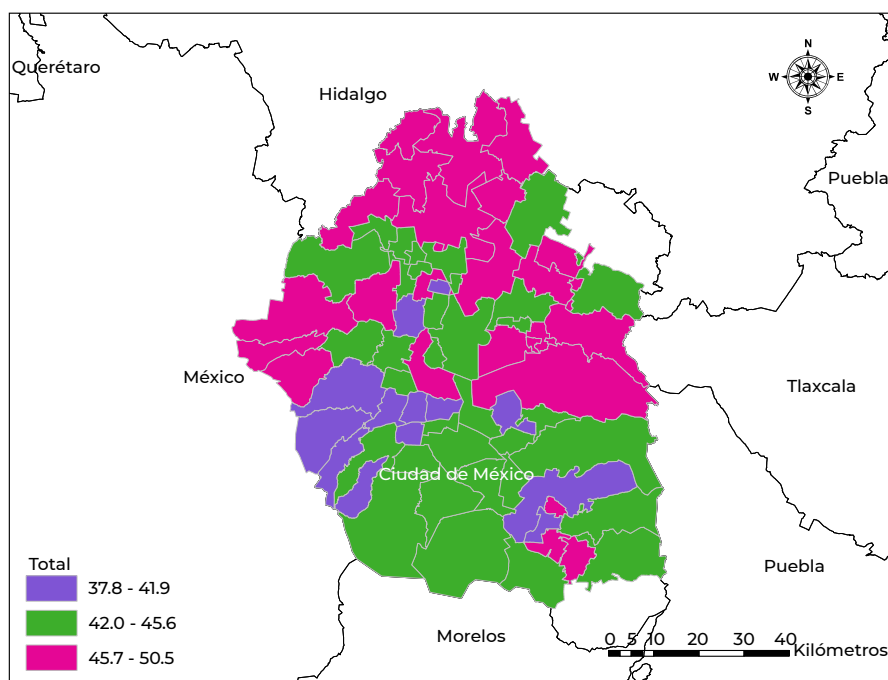 Querétaro
Hidalgo
N
W E
S
Puebla
México
Tlaxcala
Ciudad de México
Puebla
Morelos
Total
37.8 - 41.9
42.0 - 45.6
45.7 - 50.5
0 5 10 20 30 40
Kilómetros